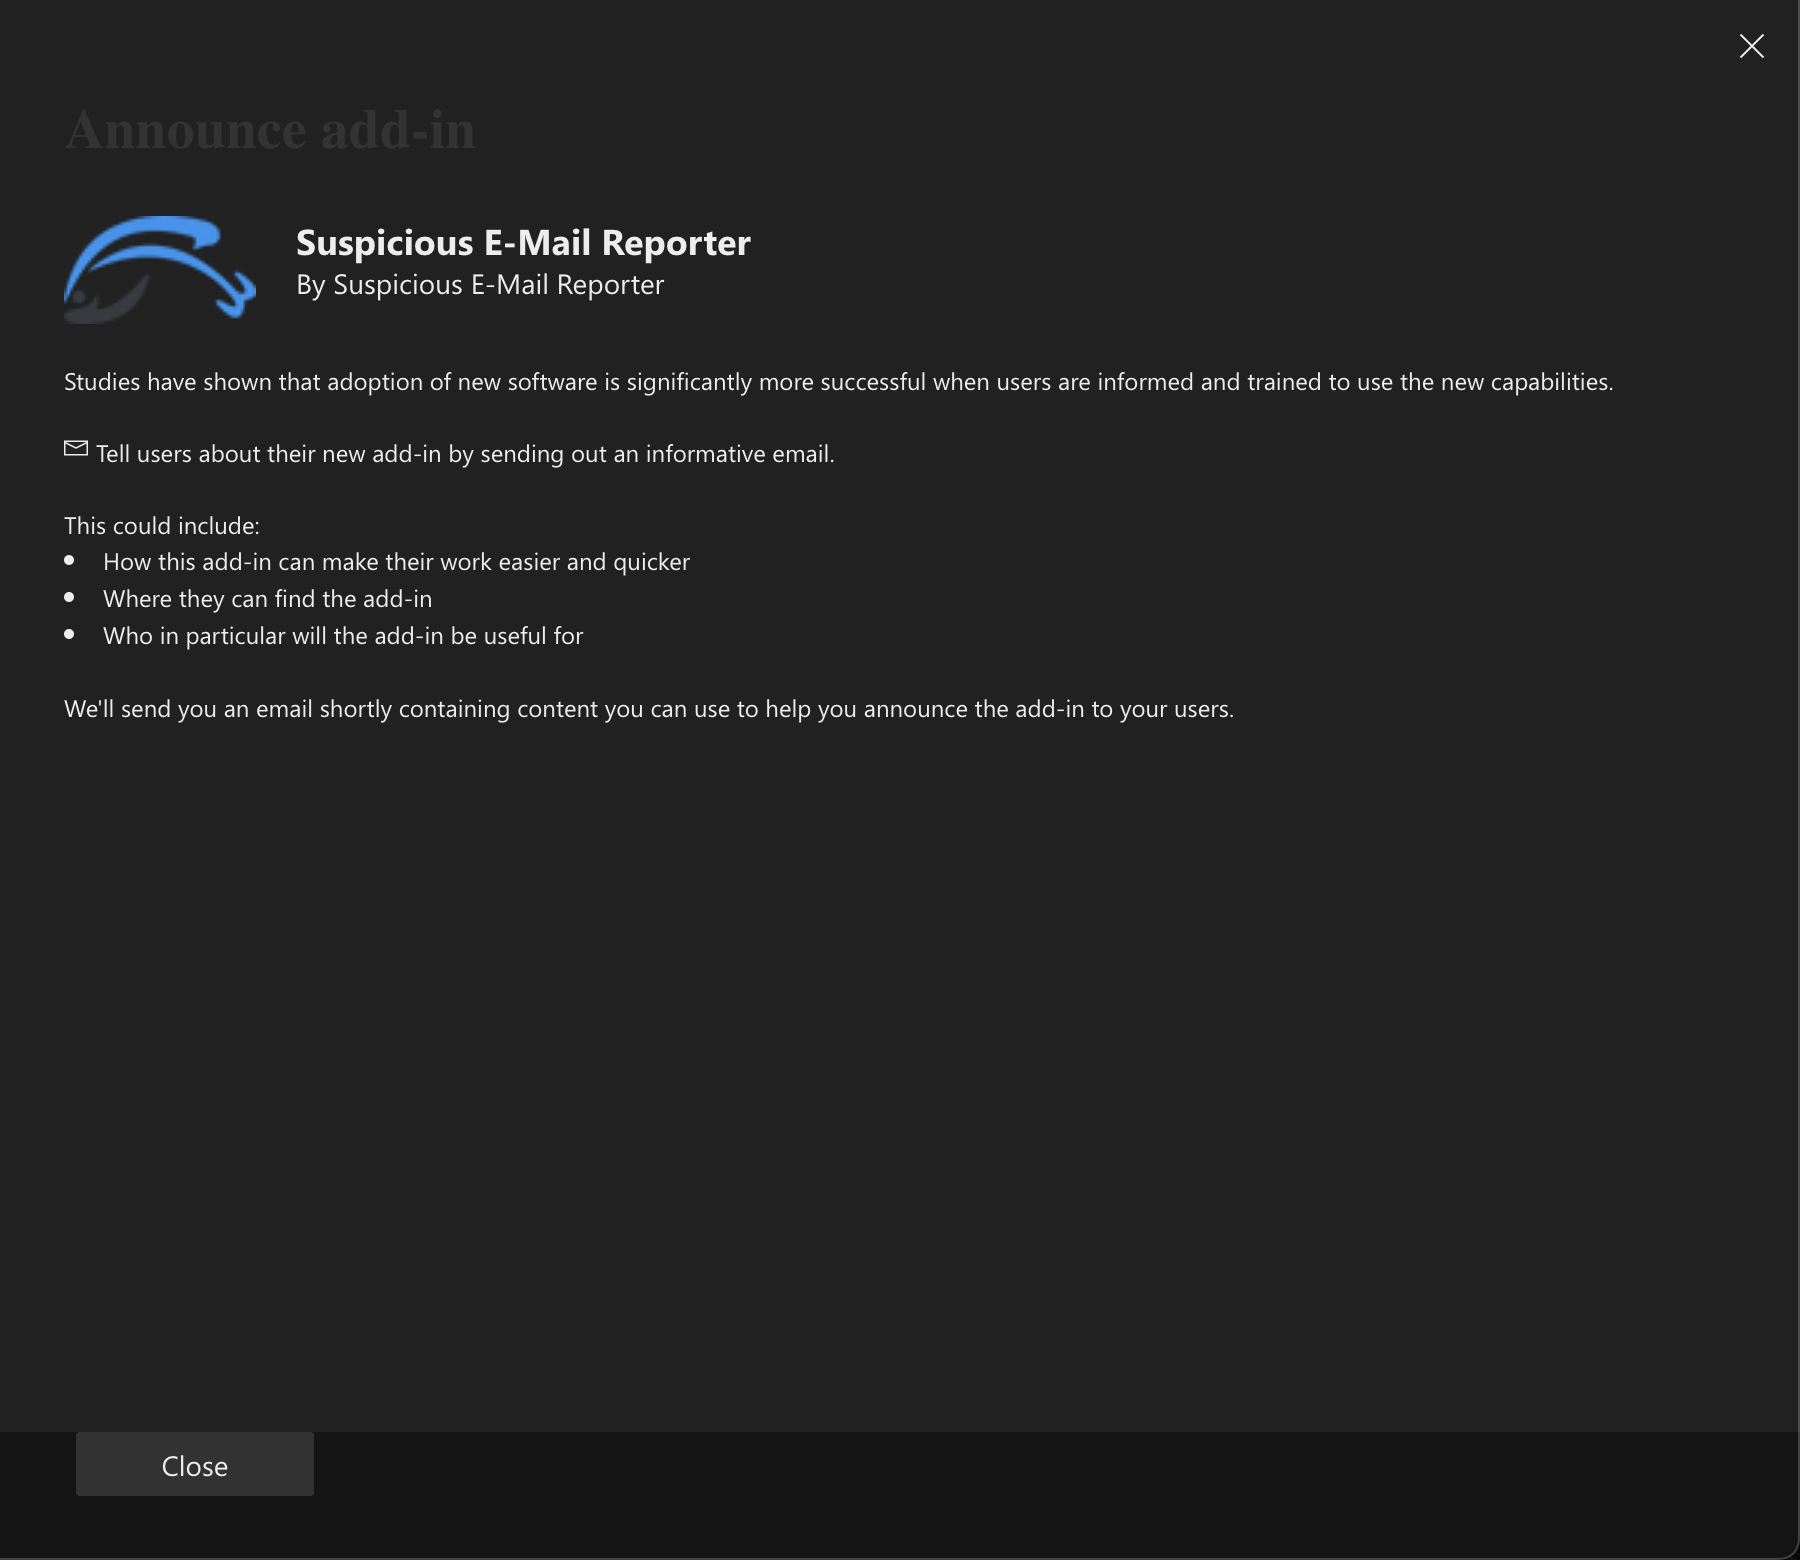 Announce add-in
Suspicious E-Mail Reporter
By Suspicious E-Mail Reporter
Studies have shown that adoption of new software is significantly more successful when users are informed and trained to use the new capabilities.
Tell users about their new add-in by sending out an informative email.
This could include:
• How this add-in can make their work easier and quicker
• Where they can find the add-in
• Who in particular will the add-in be useful for
We'll send you an email shortly containing content you can use to help you announce the add-in to your users.
Close